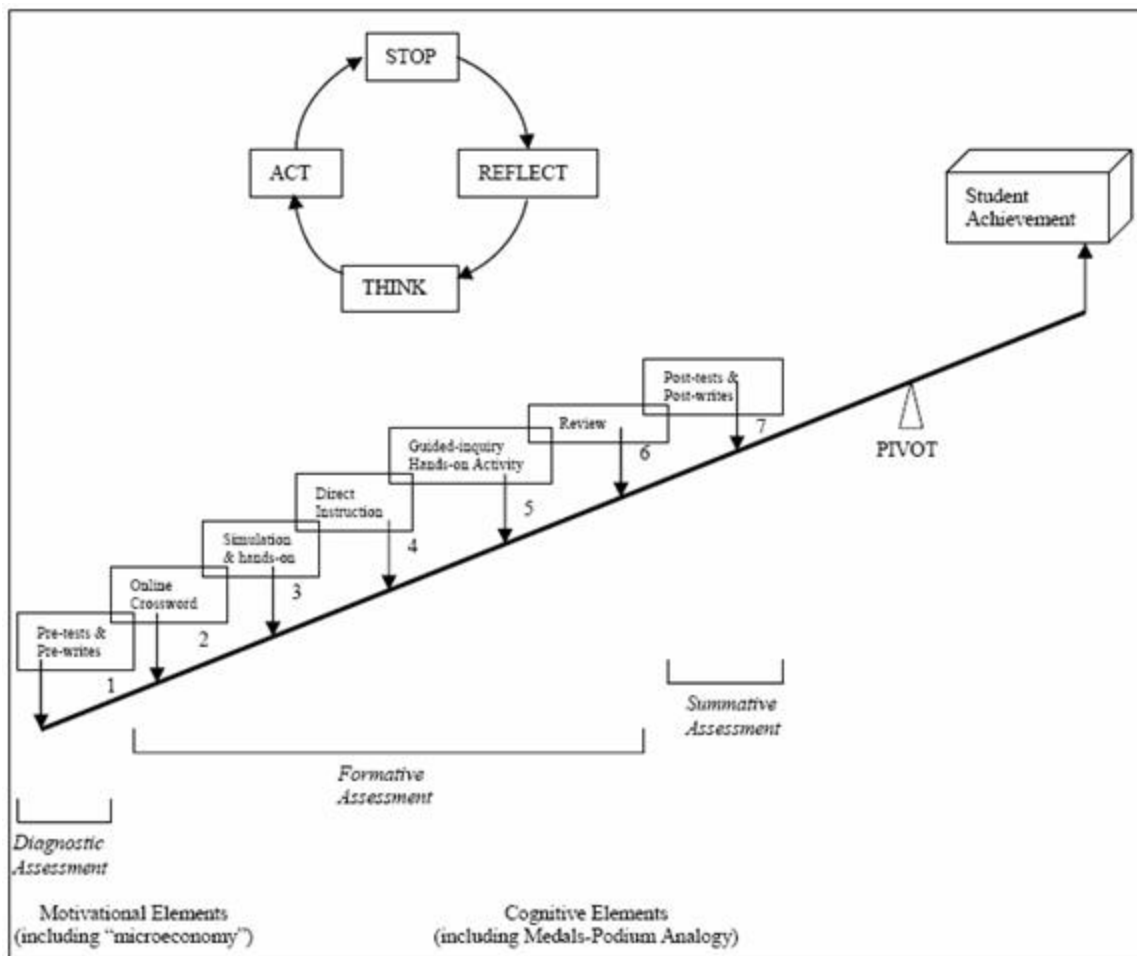 STOP
ACT
REFLECT
THINK
Student
Achievement
PIVOT
Post-tests &
Post-writes
7
Review
6
Guided-inquiry
Hands-on Activity
5
Direct
Instruction
4
Simulation
& hands-on
3
Online
Crossword
2
Pre-tests &
Pre-writes
1
Summative
Assessment
Formative
Assessment
Diagnostic
Assessment
Motivational Elements
(including “microeconomy”)
Cognitive Elements
(including Medals-Podium Analogy)